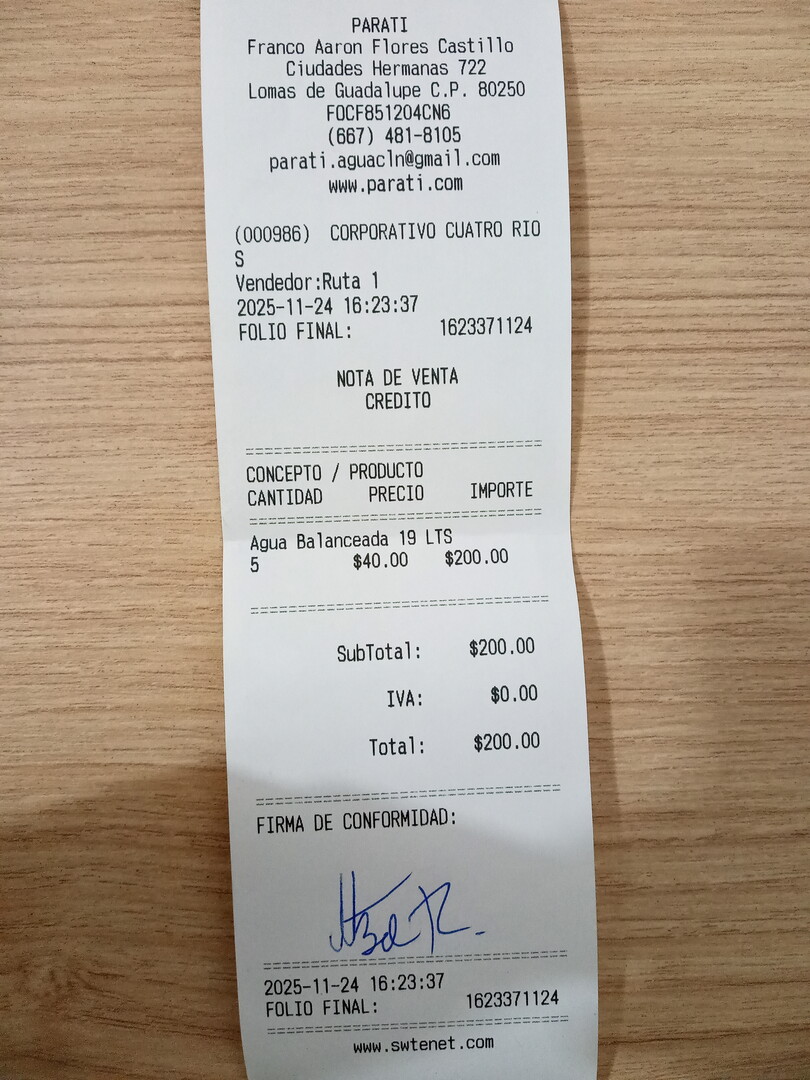 PARATI
Franco Aaron Flores Castillo
Ciudades Hermanas 722
Lomas de Guadalupe C.P. 80250
FOCF851204CN6
(667) 481-8105
parati.aguacln@gmail.com
www.parati.com
(000986) CORPORATIVO CUATRO RIO
S
Vendedor:Ruta 1
2025-11-24 16:23:37
FOLIO FINAL: 1623371124
NOTA DE VENTA
CREDITO
CONCEPTO / PRODUCTO
CANTIDAD PRECIO IMPORTE
Agua Balanceada 19 LTS
5 $40.00 $200.00
SubTotal: $200.00
IVA: $0.00
Total: $200.00
FIRMA DE CONFORMIDAD:
2025-11-24 16:23:37
FOLIO FINAL: 1623371124
www.swtenet.com